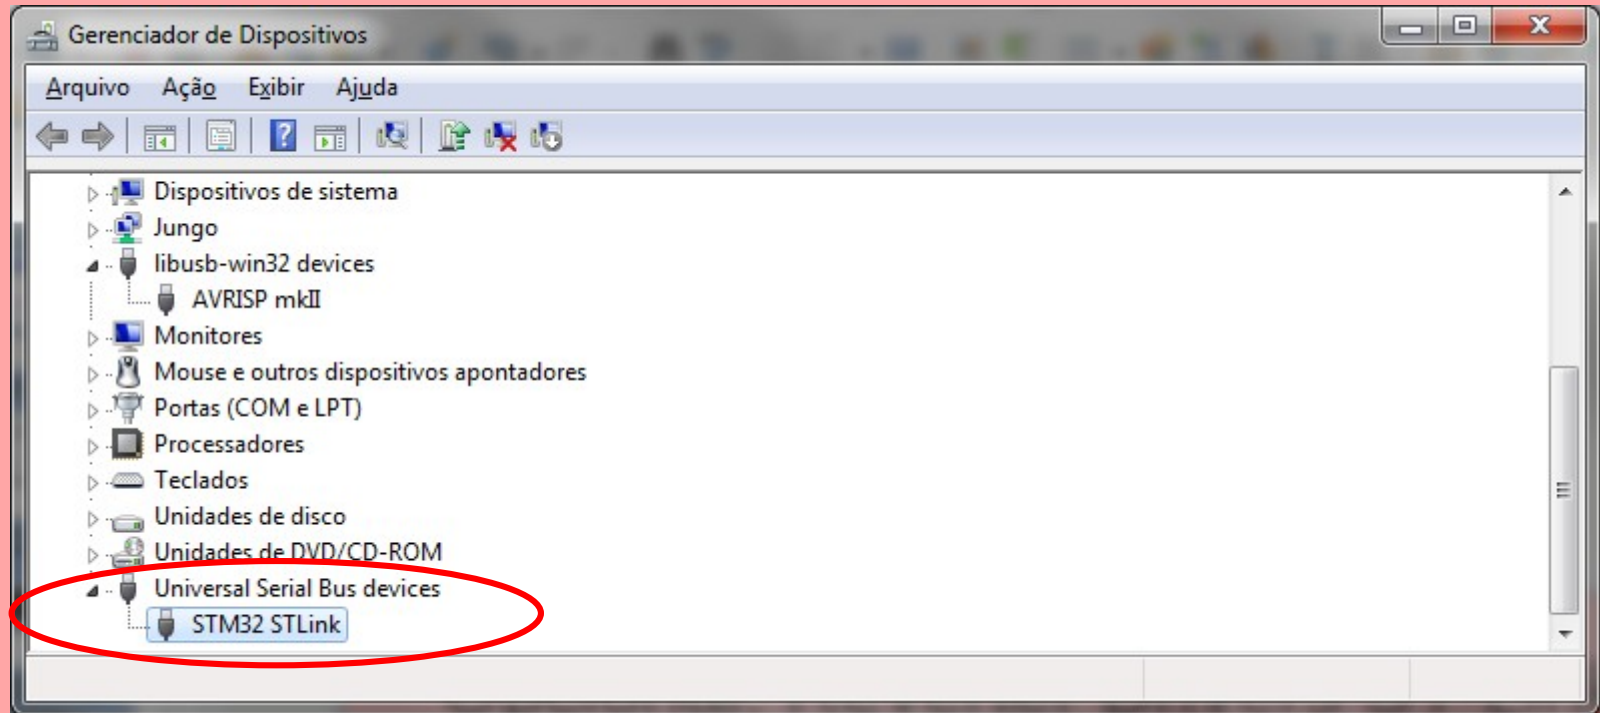 Gerenciador de Dispositivos
Arquivo Ação Exibir Ajuda
Dispositivos de sistema
Jungo
libusb-win32 devices
AVRISP mkII
Monitores
Mouse e outros dispositivos apontadores
Portas (COM e LPT)
Processadores
Teclados
Unidades de disco
Unidades de DVD/CD-ROM
Universal Serial Bus devices
STM32 STLink